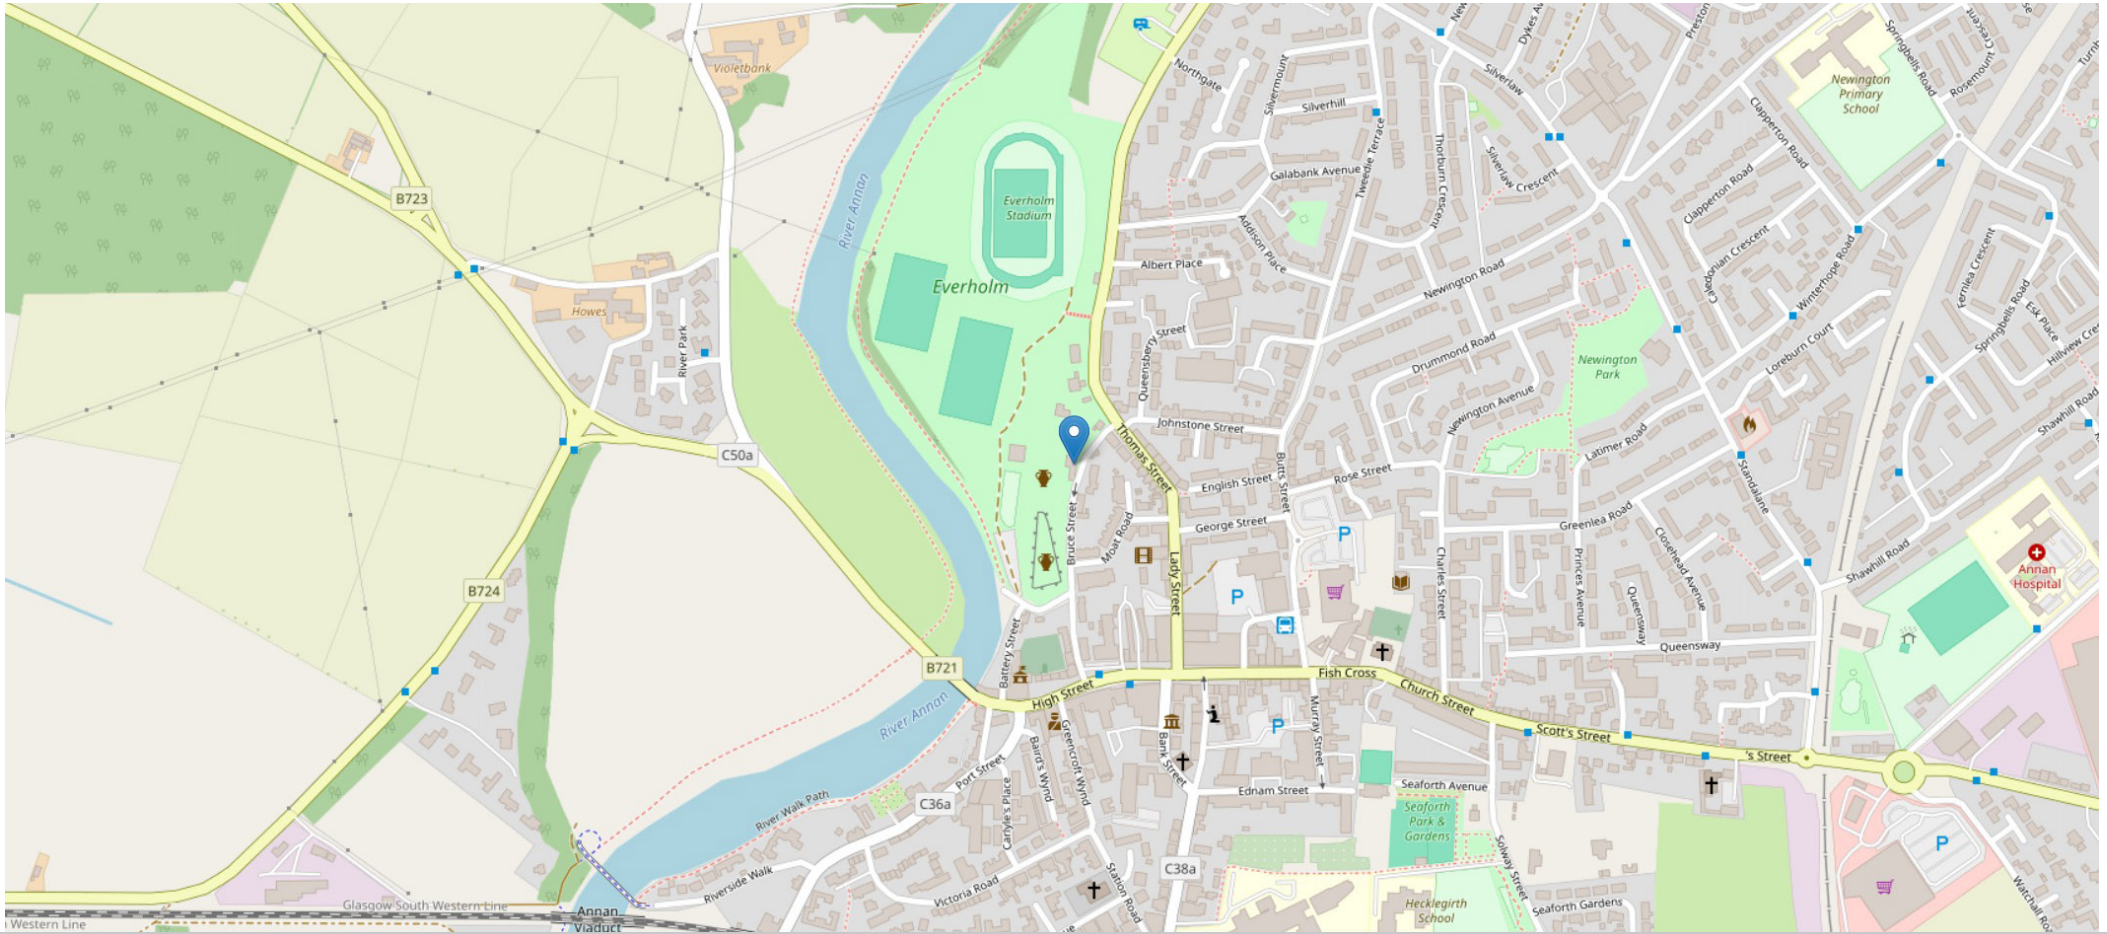 Violetbank
Northgate
Silvermount
Silverhill
Silverlaw
Newington
Primary
School
Springbells Road
Rosemount Crescent
Clapperton Road
Clapperton Road
Tweedie Terrace
Thorburn Crescent
Silverlaw Crescent
Galabank Avenue
Addison Place
Albert Place
B723
River Annan
Everholm
Stadium
Everholm
Howes
River Park
Queensberry Street
Newington Road
Drummond Road
Newington Avenue
Newington
Park
Caledonian Crescent
Winterhope Road
Loreburn Court
Fernlea Crescent
Springbells Road
Esk Place
Hillview Cre
Shawhill Road
Latimer Road
Standalane
C50a
Thomas Street
Johnstone Street
Butts Street
English Street
Rose Street
George Street
Greenlea Road
Closehead Avenue
Princes Avenue
Queensway
Queensway
Charles Street
Shawhill Road
Annan
Hospital
Bruce Street
Moat Road
Lady Street
P
P
B724
Battery Street
B721
High Street
Fish Cross
Church Street
Scott's Street
's Street
River Annan
Port Street
Baird's Wynd
Greencroft Wynd
Carlyle's Place
Bank Street
P
Murray Street
Ednam Street
Seaforth Avenue
Seaforth
Park &
Gardens
Solway Street
River Walk Path
C36a
C38a
Riverside Walk
Victoria Road
Station Road
Hecklegirth
School
Seaforth Gardens
P
Watchall Ro
Glasgow South Western Line
Western Line
Annan
Viaduct